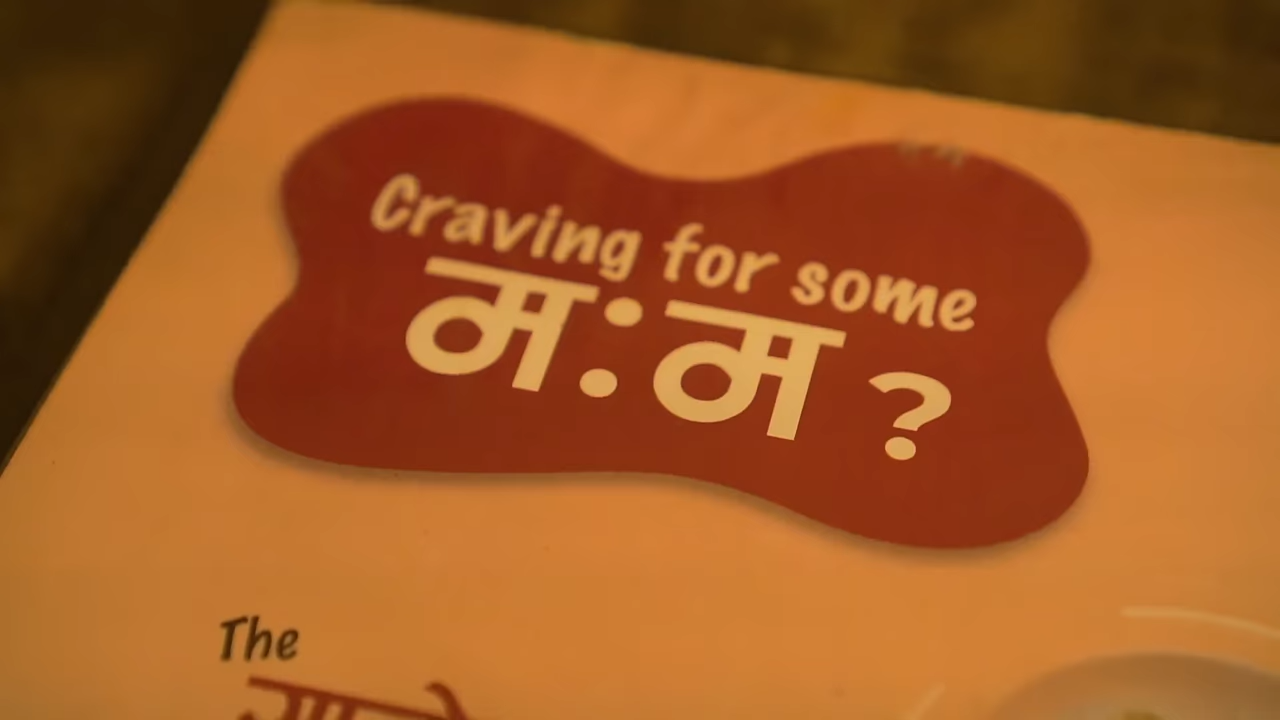 Craving for some
म:म ?
The